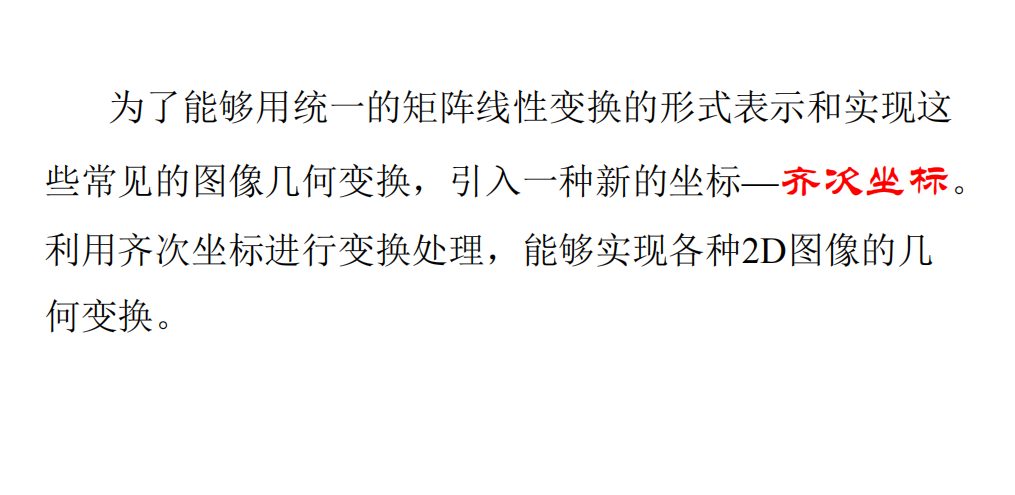 为了能够用统一的矩阵线性变换的形式表示和实现这
些常见的图像几何变换，引入一种新的坐标—齐次坐标。
利用齐次坐标进行变换处理，能够实现各种2D图像的几
何变换。